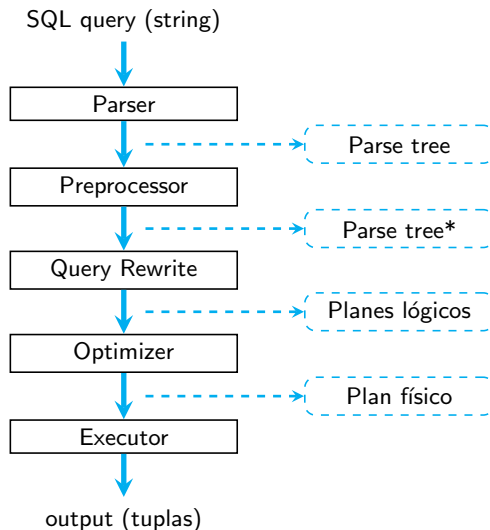 SQL query (string)
Parser
Parse tree
Preprocessor
Parse tree*
Query Rewrite
Planes lógicos
Optimizer
Plan físico
Executor
output (tuplas)